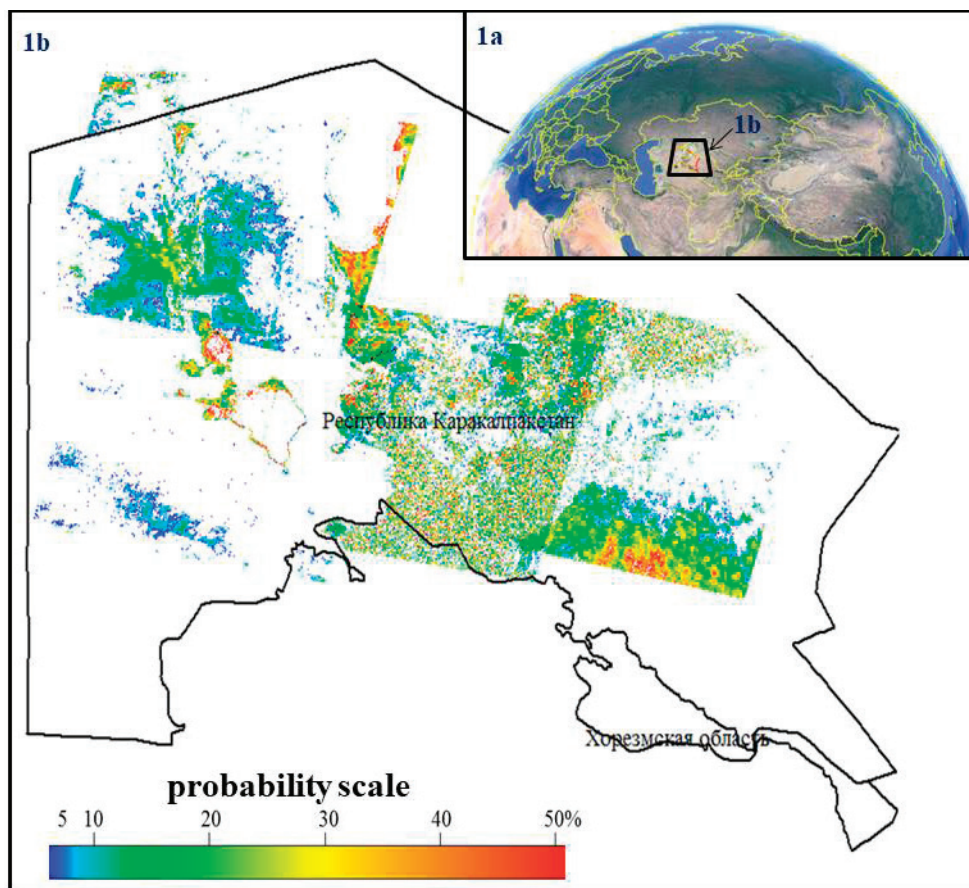 1b
1a
1b
Республика Каракалпакстан
Хорезмская область
probability scale
5 10 20 30 40 50%